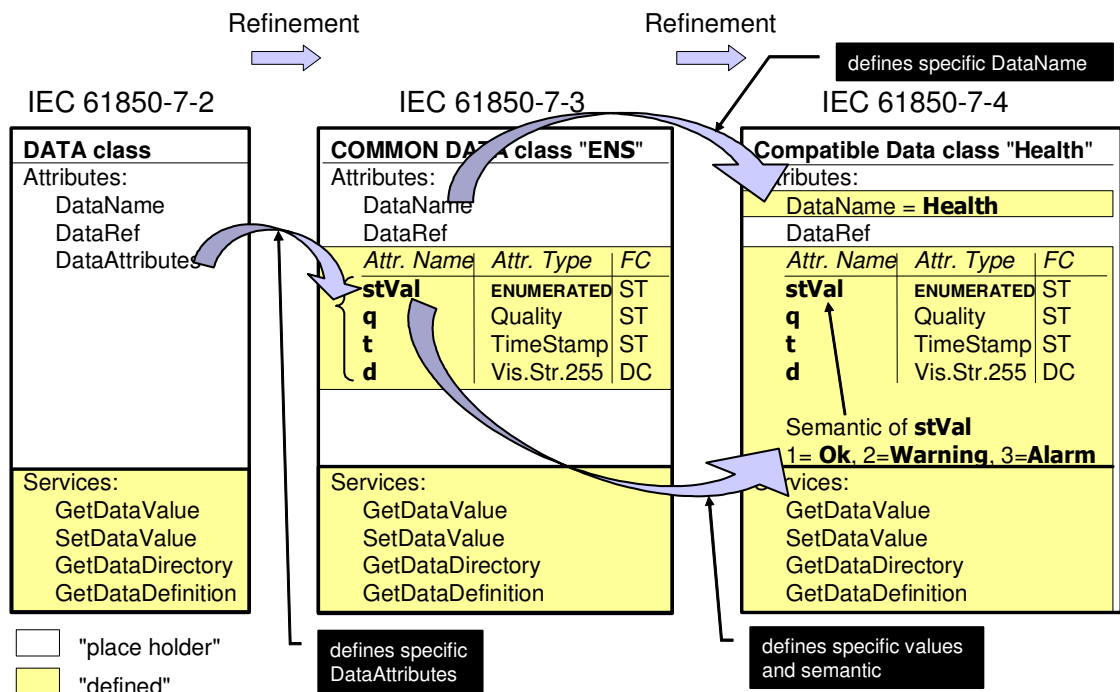 Refinement
Refinement
defines specific DataName
IEC 61850-7-2
IEC 61850-7-3
IEC 61850-7-4
DATA class
Attributes:
DataName
DataRef
DataAttributes
Services:
GetDataValue
SetDataValue
GetDataDirectory
GetDataDefinition
COMMON DATA class "ENS"
Attributes:
DataName
DataRef
Attr. Name Attr. Type FC
stVal ENUMERATED ST
q Quality ST
t TimeStamp ST
d Vis.Str.255 DC
Services:
GetDataValue
SetDataValue
GetDataDirectory
GetDataDefinition
Compatible Data class "Health"
Attributes:
DataName = Health
DataRef
Attr. Name Attr. Type FC
stVal ENUMERATED ST
q Quality ST
t TimeStamp ST
d Vis.Str.255 DC
Semantic of stVal
1= Ok, 2=Warning, 3=Alarm
Services:
GetDataValue
SetDataValue
GetDataDirectory
GetDataDefinition
"place holder"
"defined"
defines specific
DataAttributes
defines specific values
and semantic